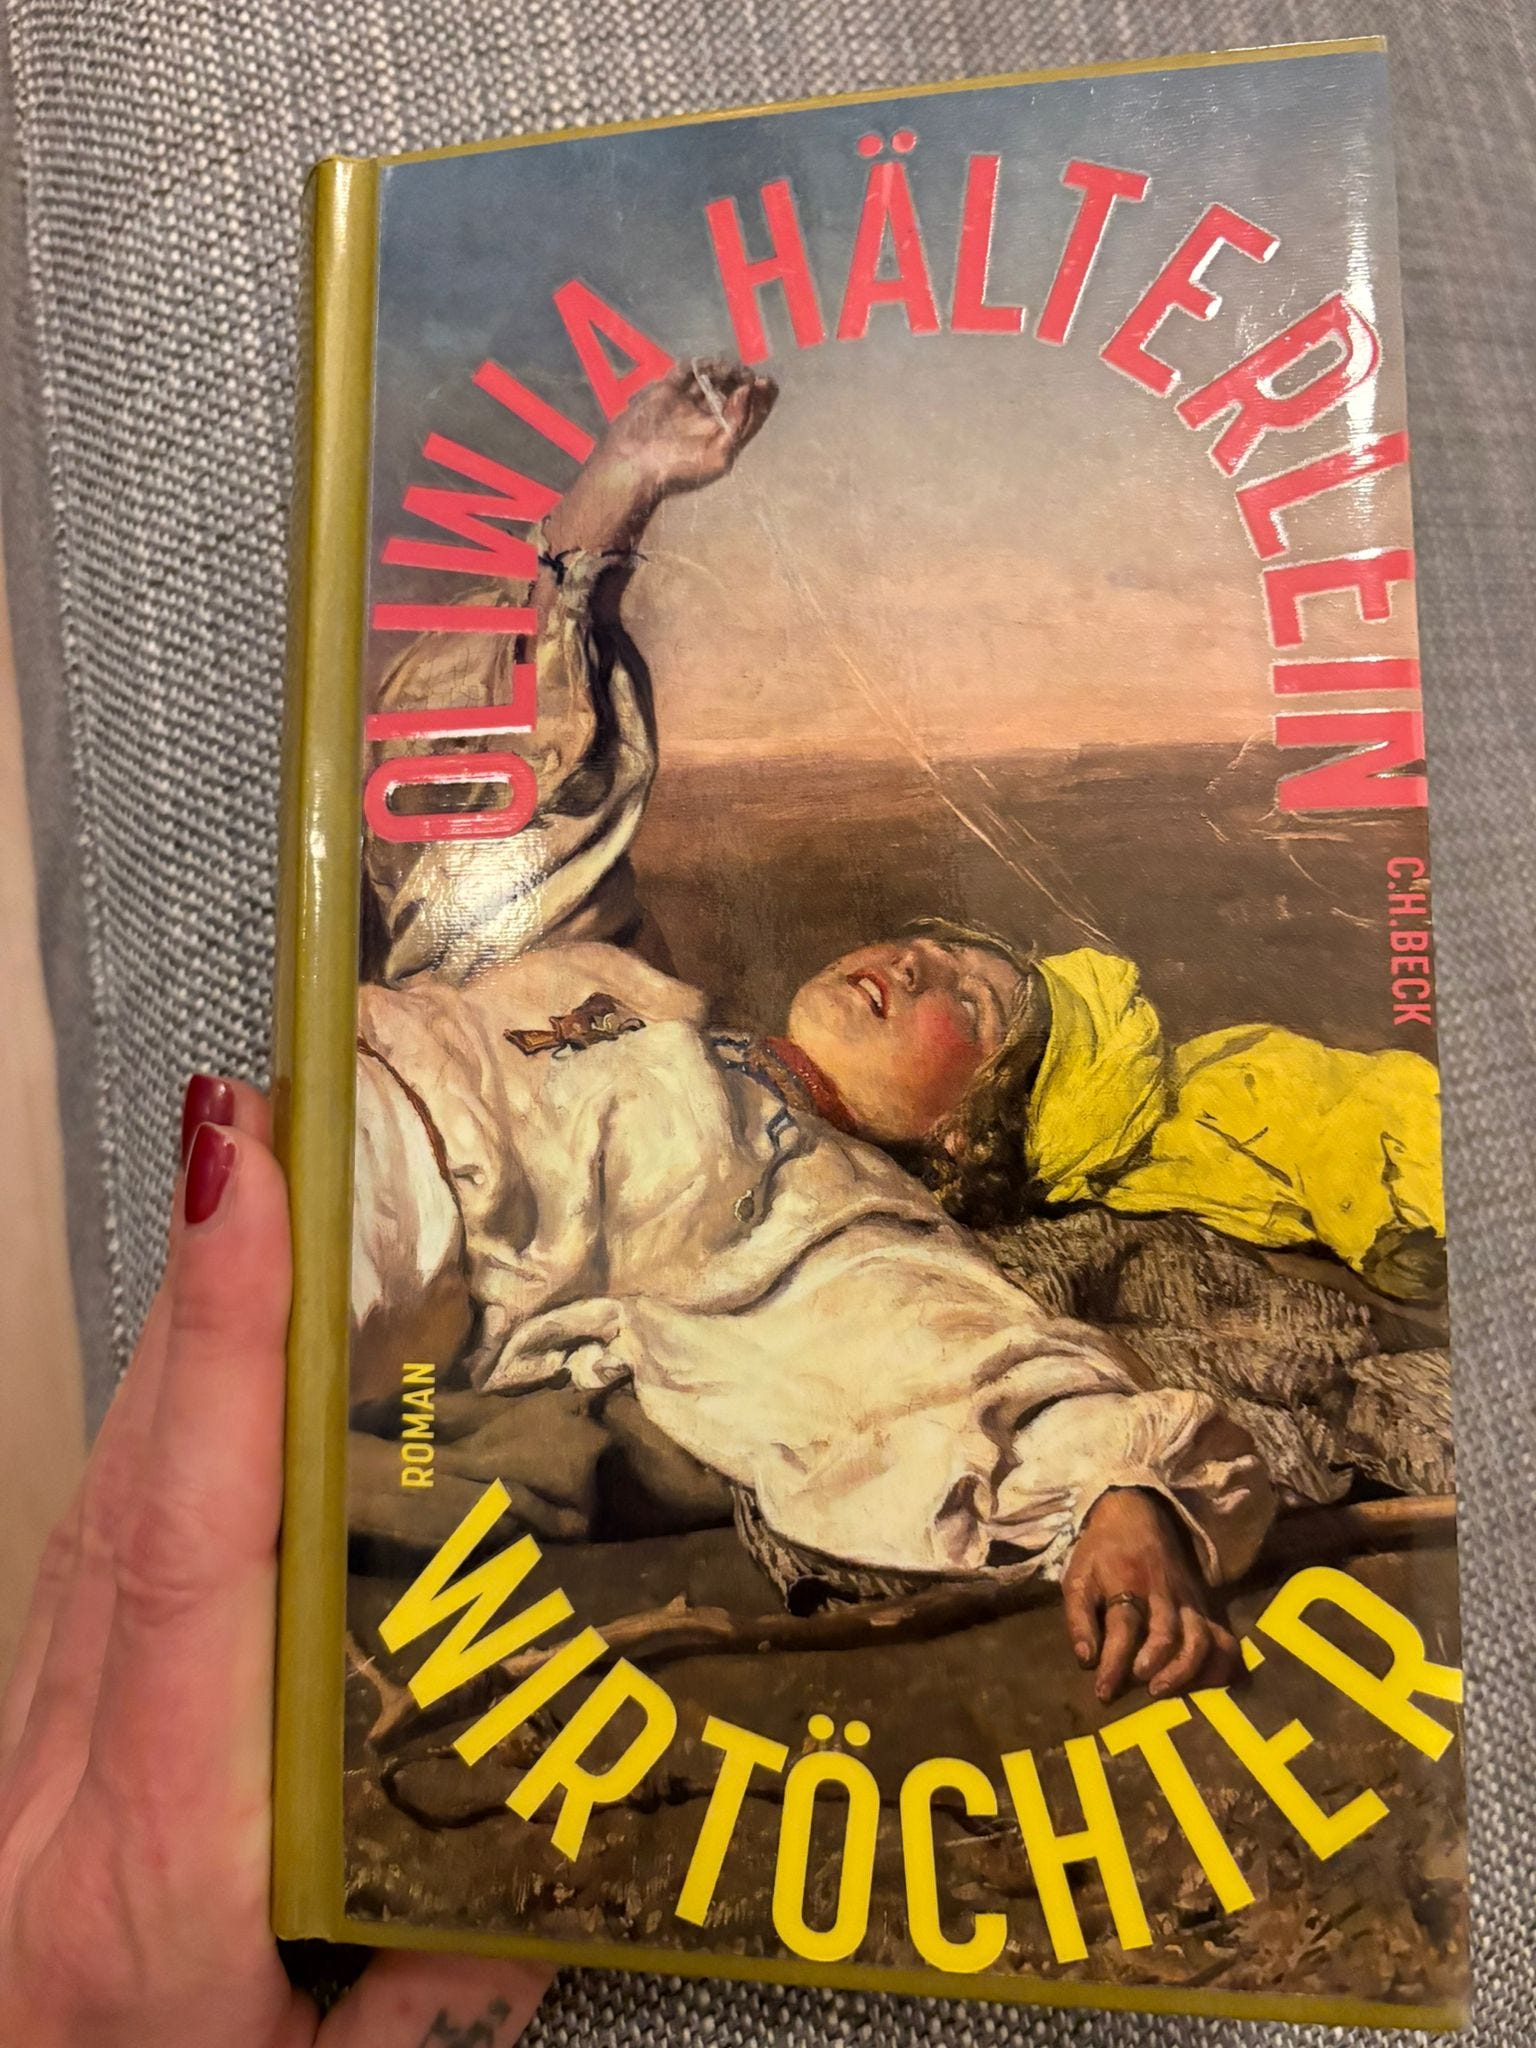 OLIWIA HÄLTERLEIN
C.H.BECK
ROMAN
WIR TÖCHTER